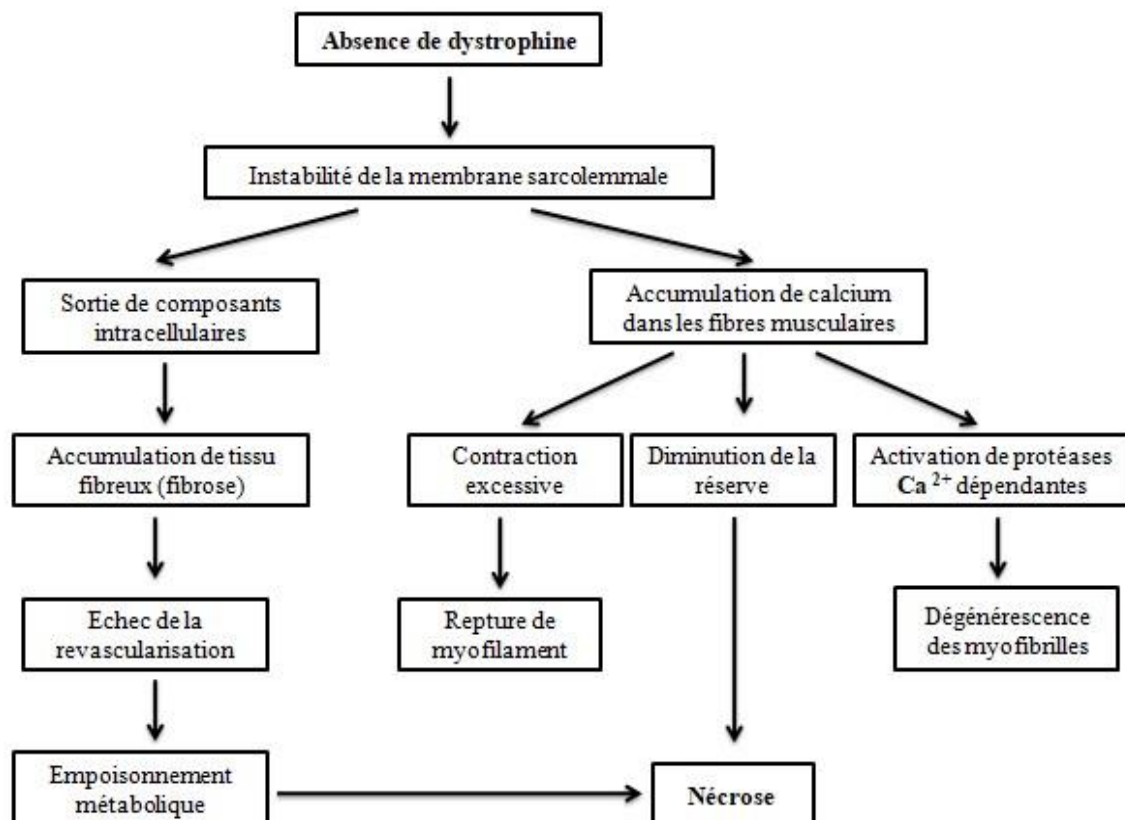 Absence de dystrophine
Instabilité de la membrane sarcolemmale
Sortie de composants
intracellulaires
Accumulation de calcium
dans les fibres musculaires
Accumulation de tissu
fibreux (fibrose)
Contraction
excessive
Diminution de la
réserve
Activation de protéases
Ca 2+ dépendantes
Echec de la
revascularisation
Repture de
myofilament
Dégénérescence
des myofibrilles
Empoisonnement
métabolique
Nécrose